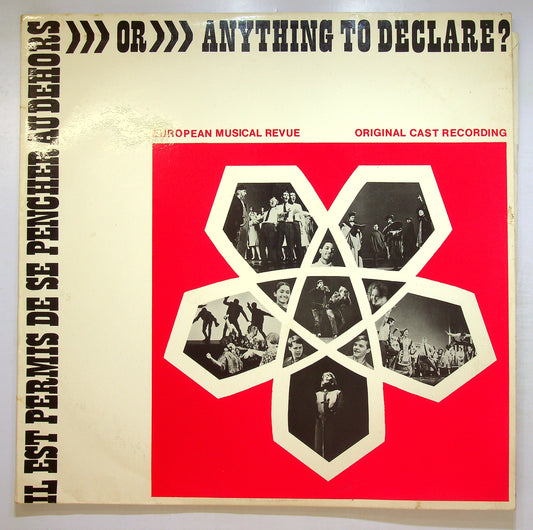 IL EST PERMIS DE SE PENCHER AU DEHORS
>>> OR >>> ANYTHING TO DECLARE?
EUROPEAN MUSICAL REVUE
ORIGINAL CAST RECORDING